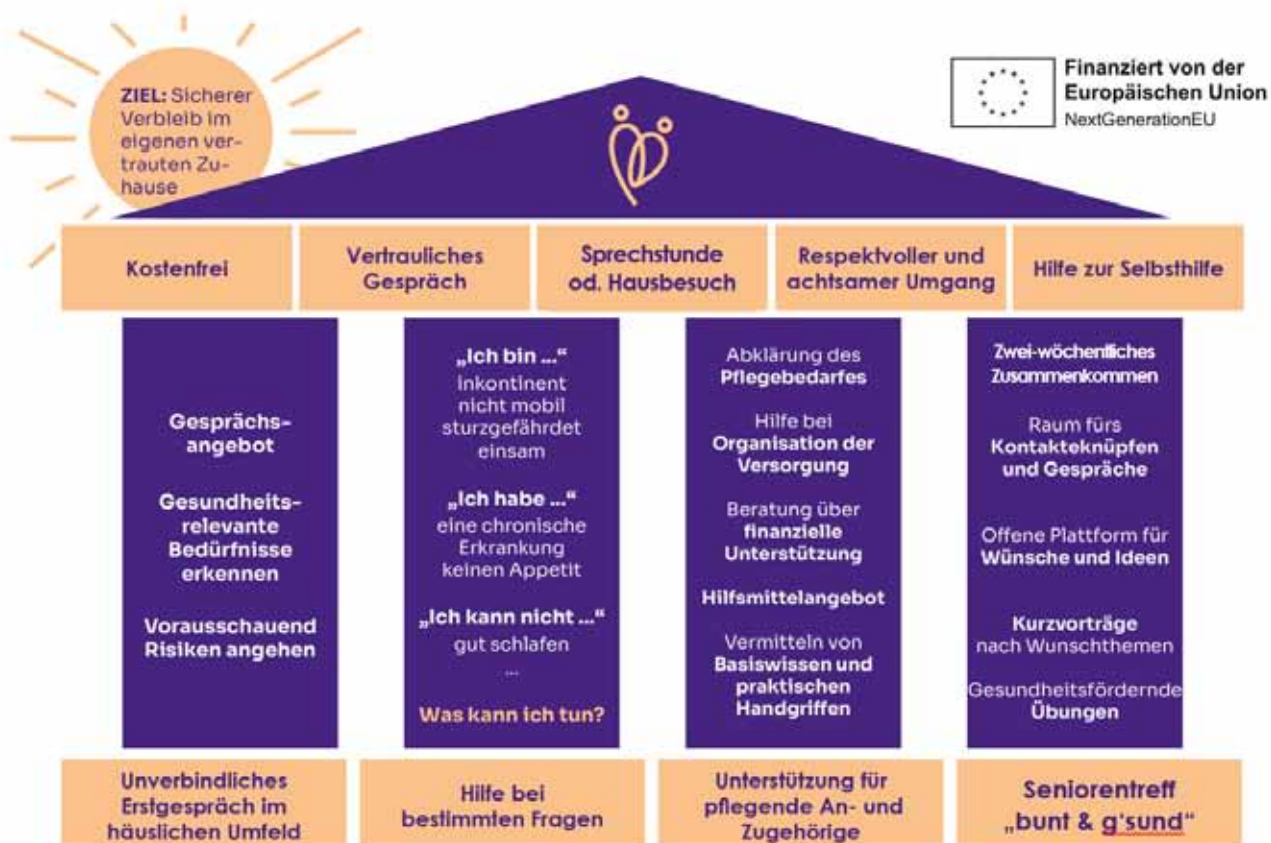 ZIEL: Sicherer
Verbleib im
eigenen ver-
trauten Zu-
hause
Finanziert von der
Europäischen Union
NextGenerationEU
Kostenfrei
Vertrauliches
Gespräch
Sprechstunde
od. Hausbesuch
Respektvoller und
achtsamer Umgang
Hilfe zur Selbsthilfe
Gesprächs-
angebot
Gesundheits-
relevante
Bedürfnisse
erkennen
Vorausschauend
Risiken angehen
„Ich bin ...“
inkontinent
nicht mobil
sturzgefährdet
einsam
„Ich habe ...“
eine chronische
Erkrankung
keinen Appetit
„Ich kann nicht ...“
gut schlafen
...
Was kann ich tun?
Abklärung des
Pflegebedarfes
Hilfe bei
Organisation der
Versorgung
Beratung über
finanzielle
Unterstützung
Hilfsmittelangebot
Vermitteln von
Basiswissen und
praktischen
Handgriffen
Zwei-wöchentliches
Zusammenkommen
Raum fürs
Kontakteknüpfen
und Gespräche
Offene Plattform für
Wünsche und Ideen
Kurzvorträge
nach Wunschthemen
Gesundheitsfördernde
Übungen
Unverbindliches
Erstgespräch im
häuslichen Umfeld
Hilfe bei
bestimmten Fragen
Unterstützung für
pflegende An- und
Zugehörige
Seniorentreff
„bunt & g'sund“